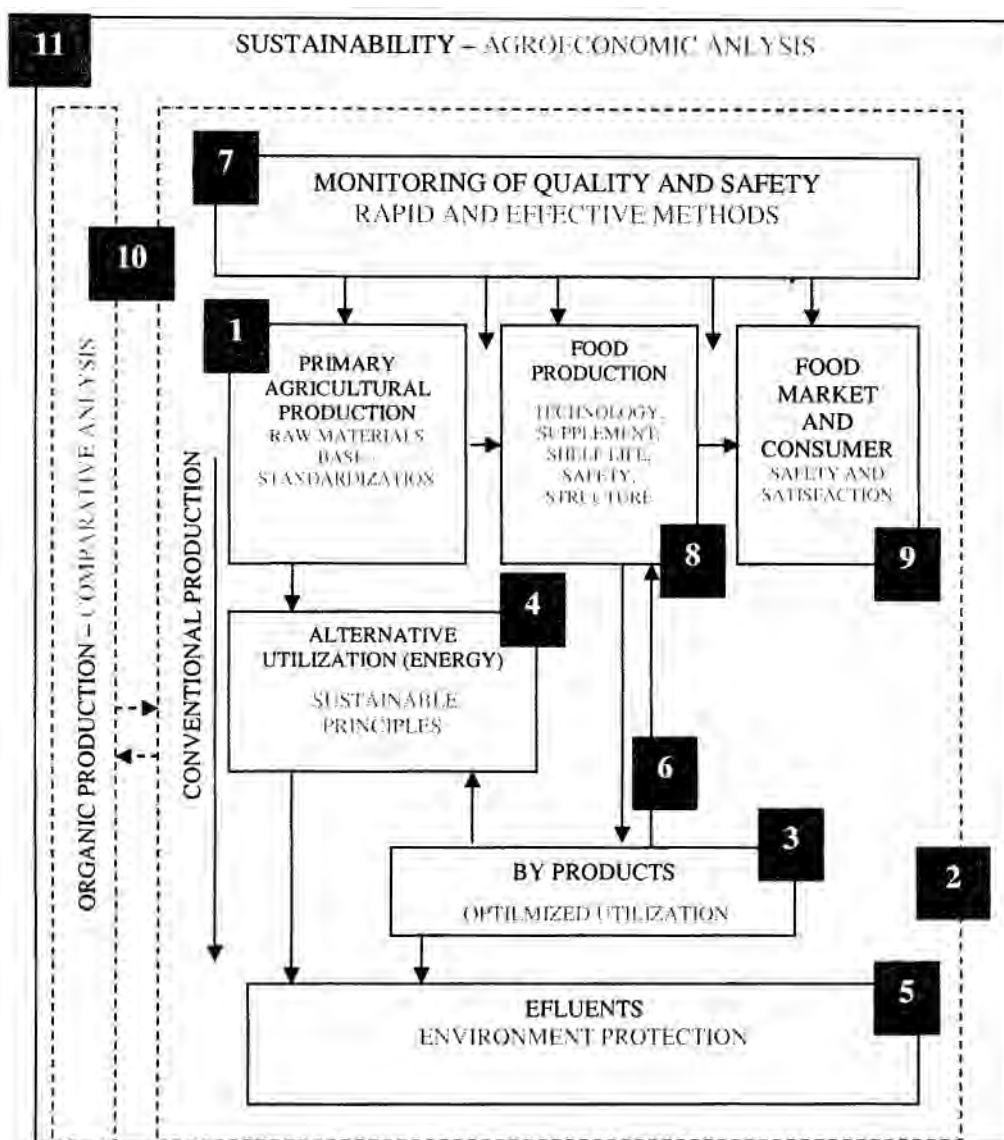 11
SUSTAINABILITY – AGROECONOMIC ANLYSIS
7
MONITORING OF QUALITY AND SAFETY
RAPID AND EFFECTIVE METHODS
10
1
PRIMARY
AGRICULTURAL
PRODUCTION
RAW MATERIALS
BASE
STANDARDIZATION
FOOD
PRODUCTION
TECHNOLOGY,
SUPPLEMENT,
SHELF LIFE,
SAFETY,
STRUCTURE
8
FOOD
MARKET
AND
CONSUMER
SAFETY AND
SATISFACTION
9
ORGANIC PRODUCTION – COMPARATIVE ANALYSIS
CONVENTIONAL PRODUCTION
4
ALTERNATIVE
UTILIZATION (ENERGY)
SUSTAINABLE
PRINCIPLES
6
3
BY PRODUCTS
OPTILMIZED UTILIZATION
2
5
EFLUENTS
ENVIRONMENT PROTECTION